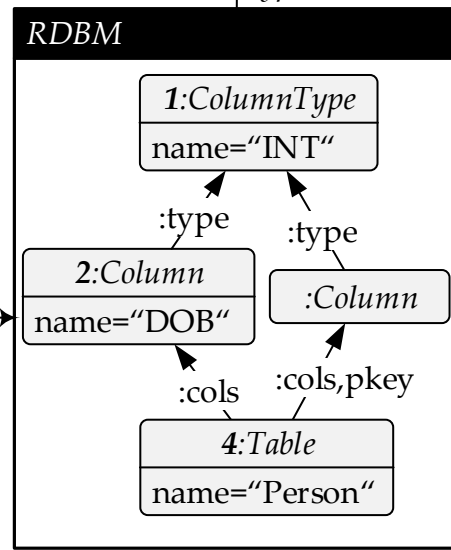 RDBM
1:ColumnType
name=“INT“
:type
:type
2:Column
name=“DOB“
:Column
:cols
:cols,pkey
4:Table
name=“Person“